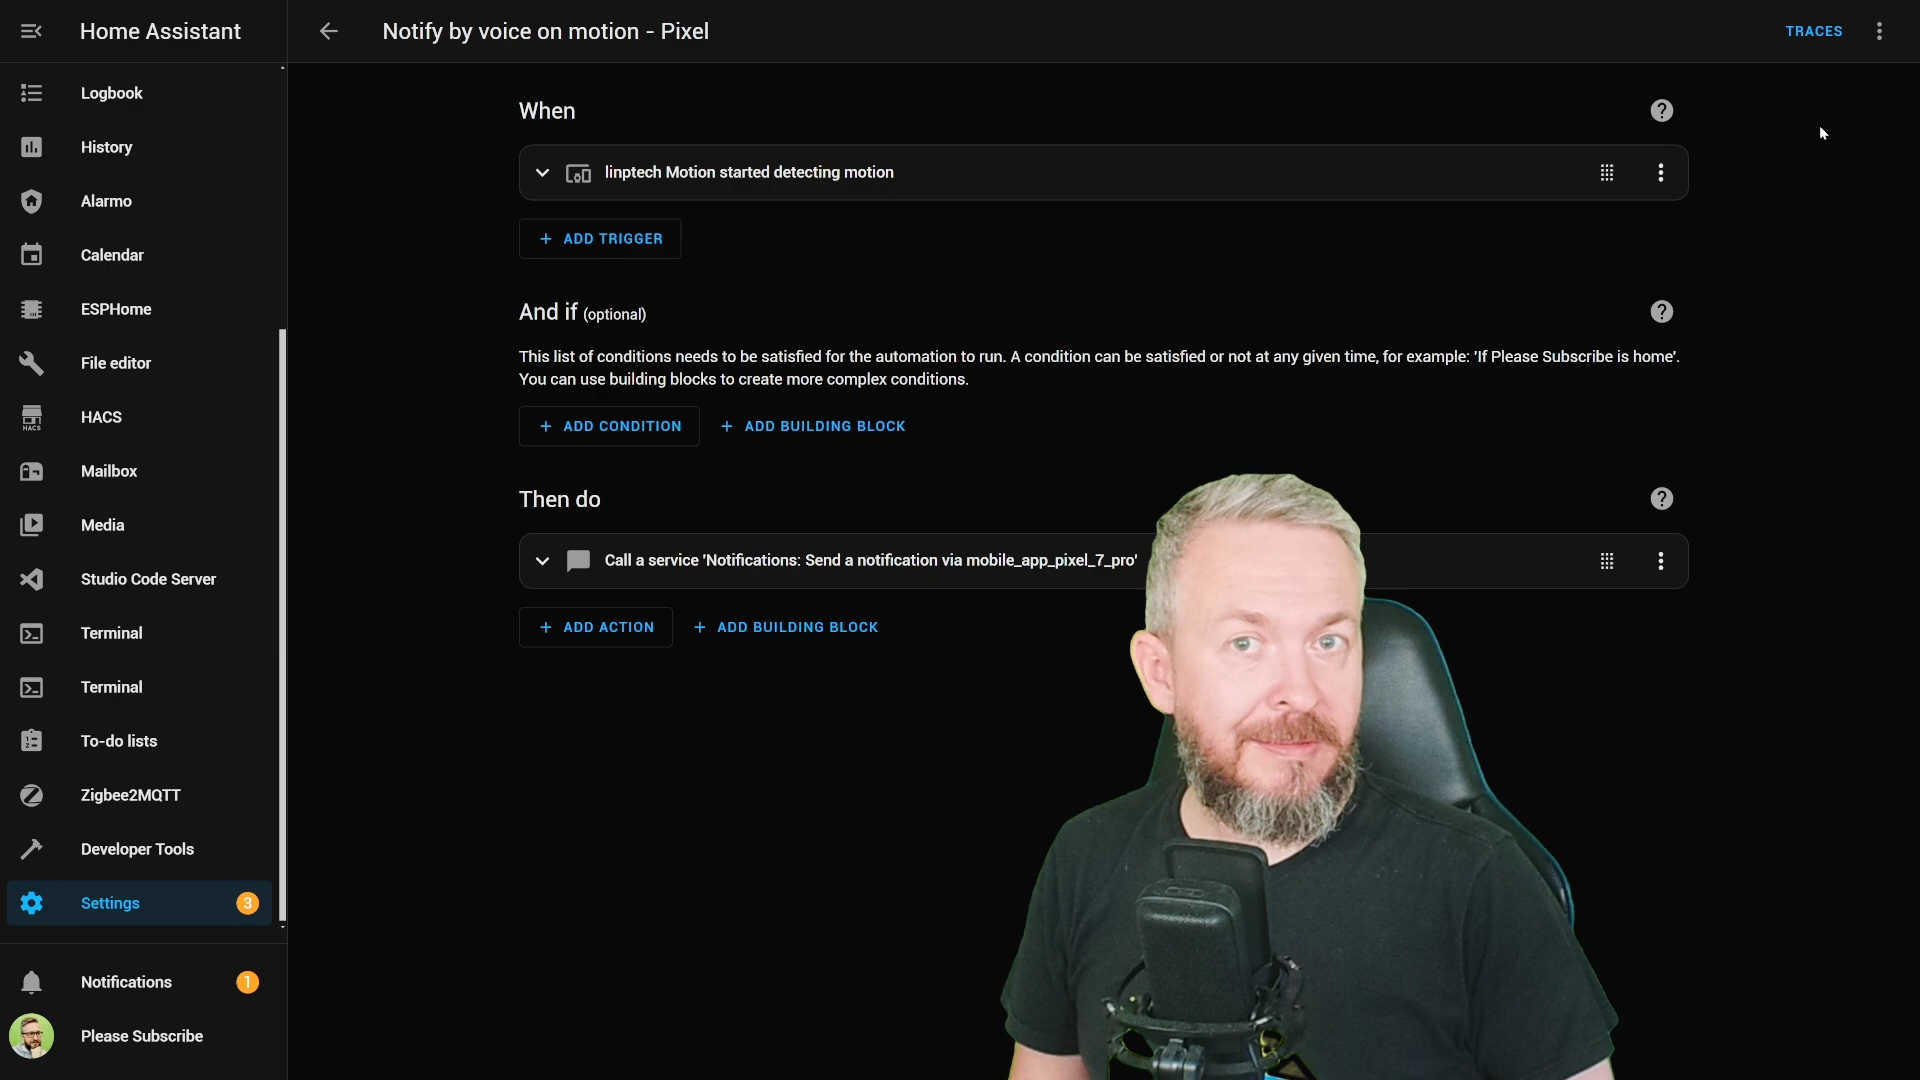 Home Assistant
Notify by voice on motion - Pixel
TRACES
Logbook
History
Alarmo
Calendar
ESPHome
File editor
HACS
HACS
Mailbox
Media
Studio Code Server
Terminal
Terminal
To-do lists
Zigbee2MQTT
Developer Tools
Settings
3
Notifications
1
Please Subscribe
When
linptech Motion started detecting motion
+ ADD TRIGGER
And if (optional)
This list of conditions needs to be satisfied for the automation to run. A condition can be satisfied or not at any given time, for example: 'If Please Subscribe is home'.
You can use building blocks to create more complex conditions.
+ ADD CONDITION + ADD BUILDING BLOCK
Then do
Call a service 'Notifications: Send a notification via mobile_app_pixel_7_pro'
+ ADD ACTION + ADD BUILDING BLOCK